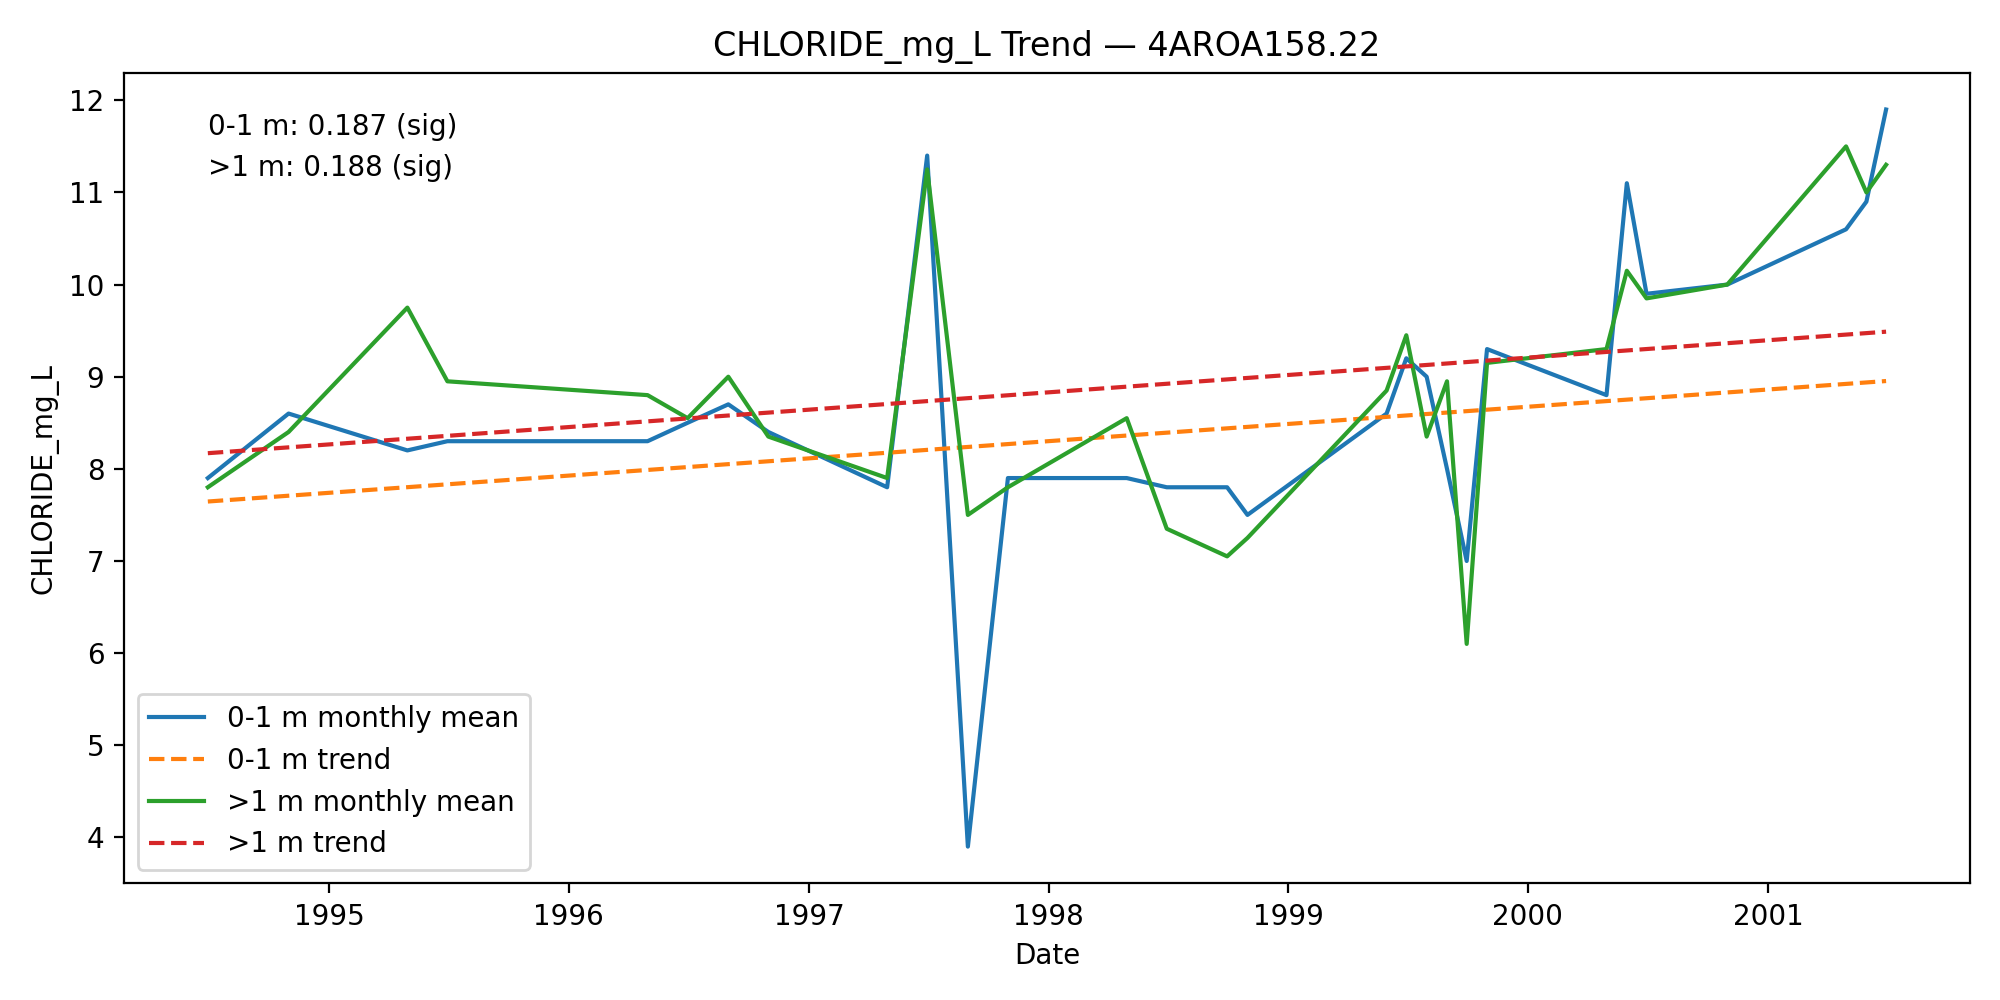 CHLORIDE_mg_L Trend — 4AROA158.22
0-1 m: 0.187 (sig)
>1 m: 0.188 (sig)
CHLORIDE_mg_L
12
11
10
9
8
7
6
5
4
0-1 m monthly mean
0-1 m trend
>1 m monthly mean
>1 m trend
1995 1996 1997 1998 1999 2000 2001
Date